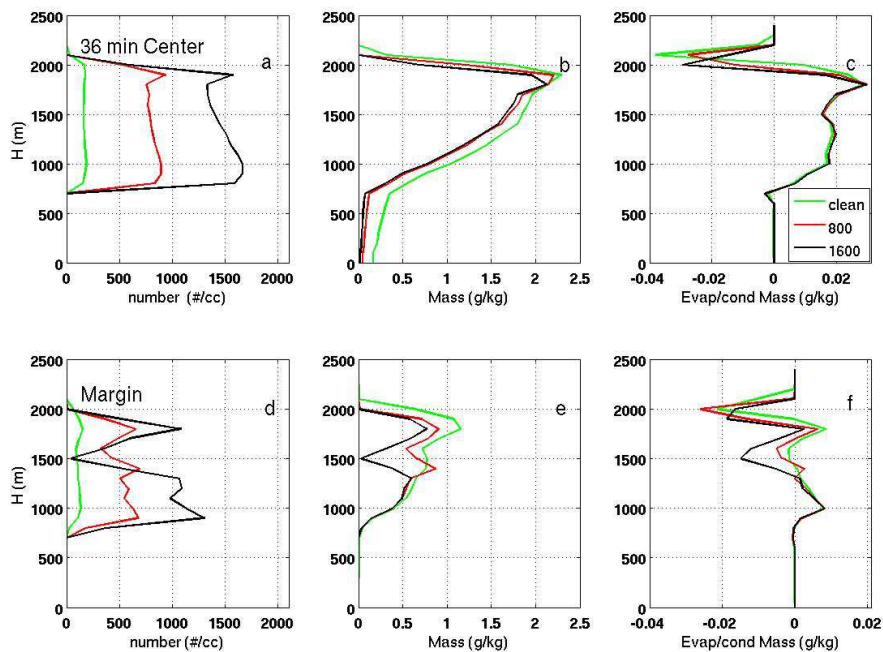 36 min Center
a
H (m)
2500
2000
1500
1000
500
0
0 500 1000 1500 2000
number (#/cc)
b
2500
2000
1500
1000
500
0
0 0.5 1 1.5 2 2.5
Mass (g/kg)
c
2500
2000
1500
1000
500
0
clean
800
1600
-0.04 -0.02 0 0.02
Evap/cond Mass (g/kg)
Margin
d
H (m)
2500
2000
1500
1000
500
0
0 500 1000 1500 2000
number (#/cc)
e
2500
2000
1500
1000
500
0
0 0.5 1 1.5 2 2.5
Mass (g/kg)
f
2500
2000
1500
1000
500
0
-0.04 -0.02 0 0.02 0.04
Evap/cond Mass (g/kg)